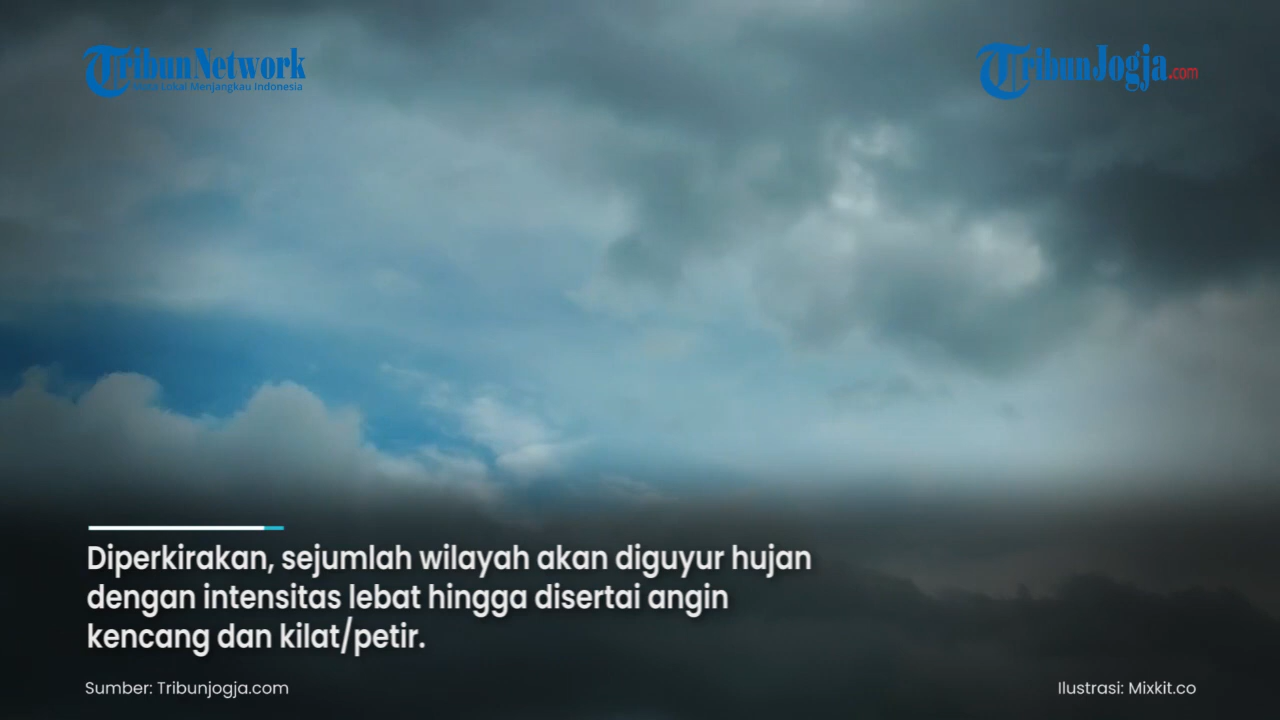 TribunNetwork
Lokal Menjangkau Indonesia
TribunJogja.com
Diperkirakan, sejumlah wilayah akan diguyur hujan
dengan intensitas lebat hingga disertai angin
kencang dan kilat/petir.
Sumber: Tribunjogja.com
Ilustrasi: Mixkit.co